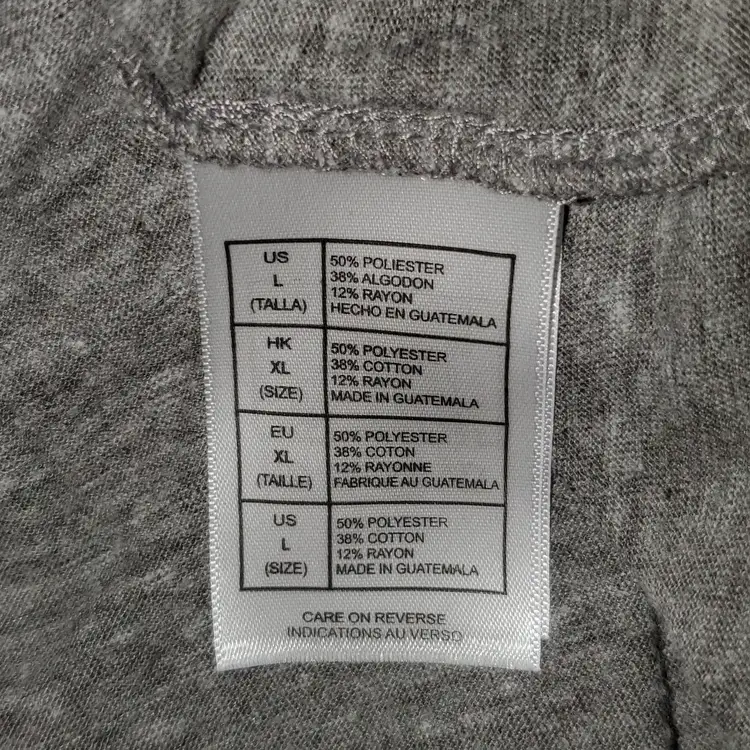 US
L
(TALLA)
50% POLIESTER
38% ALGODON
12% RAYON
HECHO EN GUATEMALA
HK
XL
(SIZE)
50% POLYESTER
38% COTTON
12% RAYON
MADE IN GUATEMALA
EU
XL
(TAILLE)
50% POLYESTER
38% COTON
12% RAYONNE
FABRIQUE AU GUATEMALA
US
L
(SIZE)
50% POLYESTER
38% COTTON
12% RAYON
MADE IN GUATEMALA
CARE ON REVERSE
INDICATIONS AU VERSO